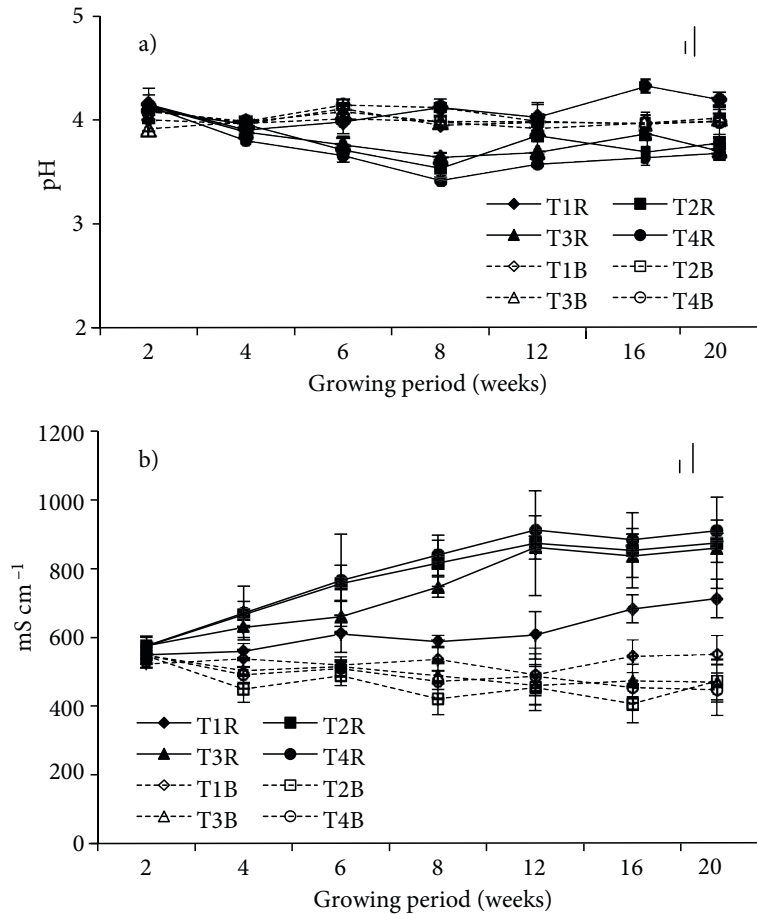 a)
5
4
3
2
pH
T1R T2R
T3R T4R
T1B T2B
T3B T4B
2 4 6 8 12 16 20
Growing period (weeks)
b)
1200
1000
800
600
400
200
0
mS cm⁻¹
T1R T2R
T3R T4R
T1B T2B
T3B T4B
2 4 6 8 12 16 20
Growing period (weeks)